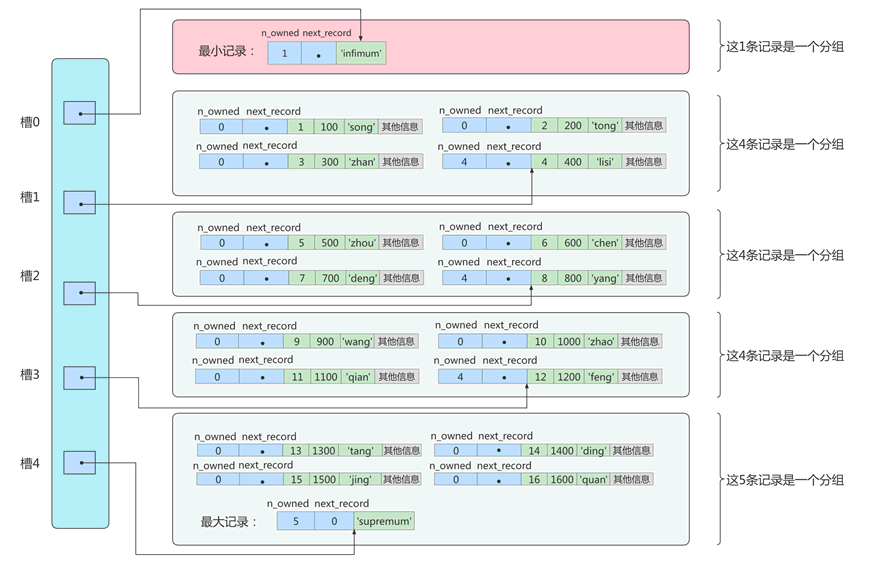 n_owned next_record
最小记录： 1 'infimum'
这1条记录是一个分组
槽0
n_owned next_record
0 1 100 'song' 其他信息
n_owned next_record
0 2 200 'tong' 其他信息
n_owned next_record
0 3 300 'zhan' 其他信息
n_owned next_record
4 4 400 'lisi' 其他信息
这4条记录是一个分组
槽1
n_owned next_record
0 5 500 'zhou' 其他信息
n_owned next_record
0 6 600 'chen' 其他信息
n_owned next_record
0 7 700 'deng' 其他信息
n_owned next_record
4 8 800 'yang' 其他信息
这4条记录是一个分组
槽2
n_owned next_record
0 9 900 'wang' 其他信息
n_owned next_record
0 10 1000 'zhao' 其他信息
n_owned next_record
0 11 1100 'qian' 其他信息
n_owned next_record
4 12 1200 'feng' 其他信息
这4条记录是一个分组
槽3
n_owned next_record
0 13 1300 'tang' 其他信息
n_owned next_record
0 14 1400 'ding' 其他信息
n_owned next_record
0 15 1500 'jing' 其他信息
n_owned next_record
0 16 1600 'quan' 其他信息
n_owned next_record
最大记录： 5 0 'supremum'
这5条记录是一个分组
槽4